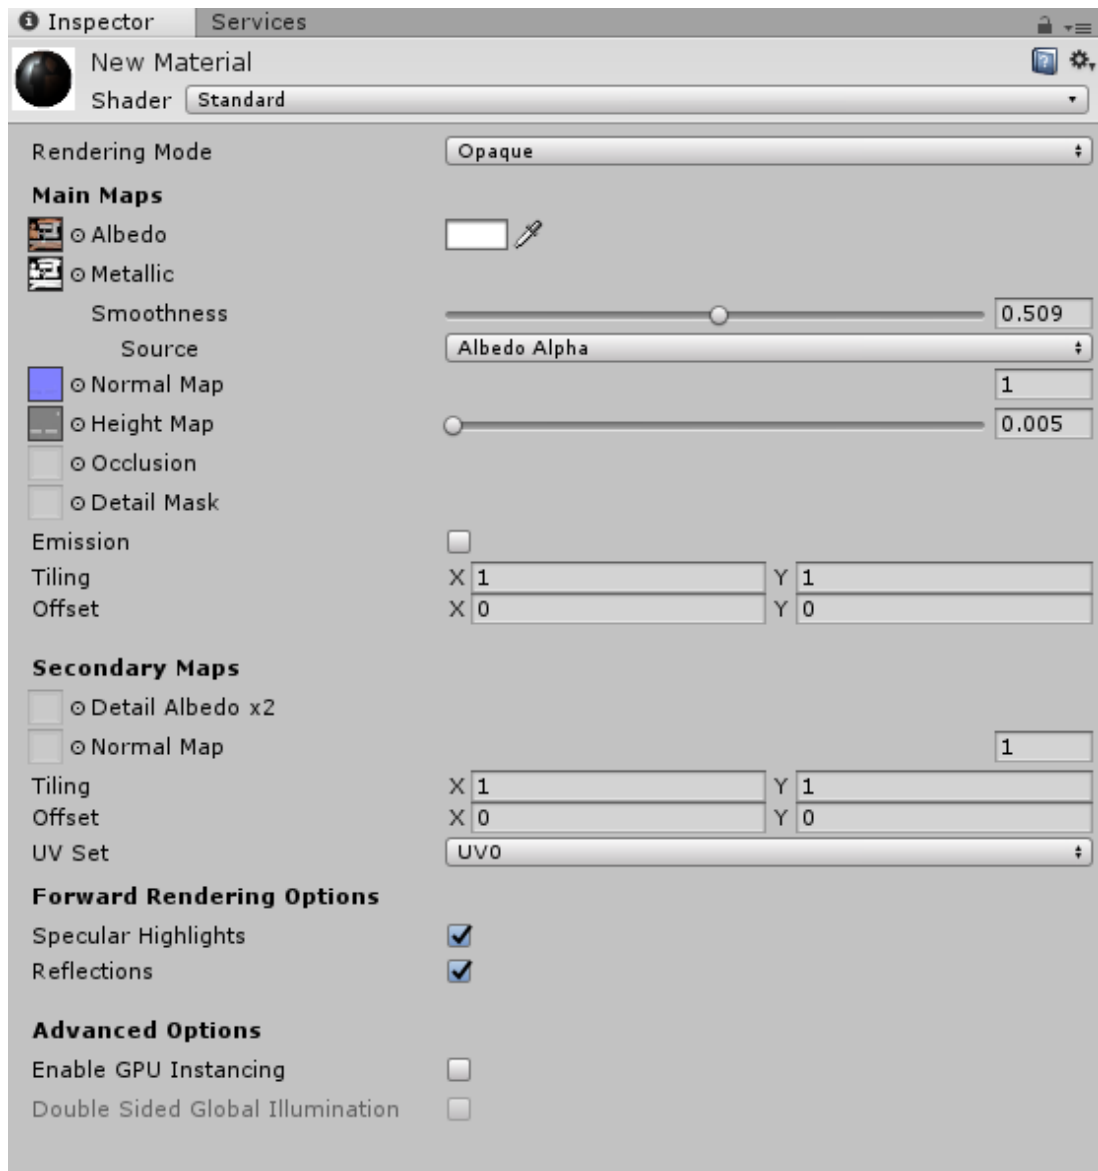 Inspector Services
New Material
Shader Standard
Rendering Mode Opaque
Main Maps
Albedo
Metallic
Smoothness 0.509
Source Albedo Alpha
Normal Map 1
Height Map 0.005
Occlusion
Detail Mask
Emission
Tiling X 1 Y 1
Offset X 0 Y 0
Secondary Maps
Detail Albedo x2
Normal Map 1
Tiling X 1 Y 1
Offset X 0 Y 0
UV Set UV0
Forward Rendering Options
Specular Highlights
Reflections
Advanced Options
Enable GPU Instancing
Double Sided Global Illumination